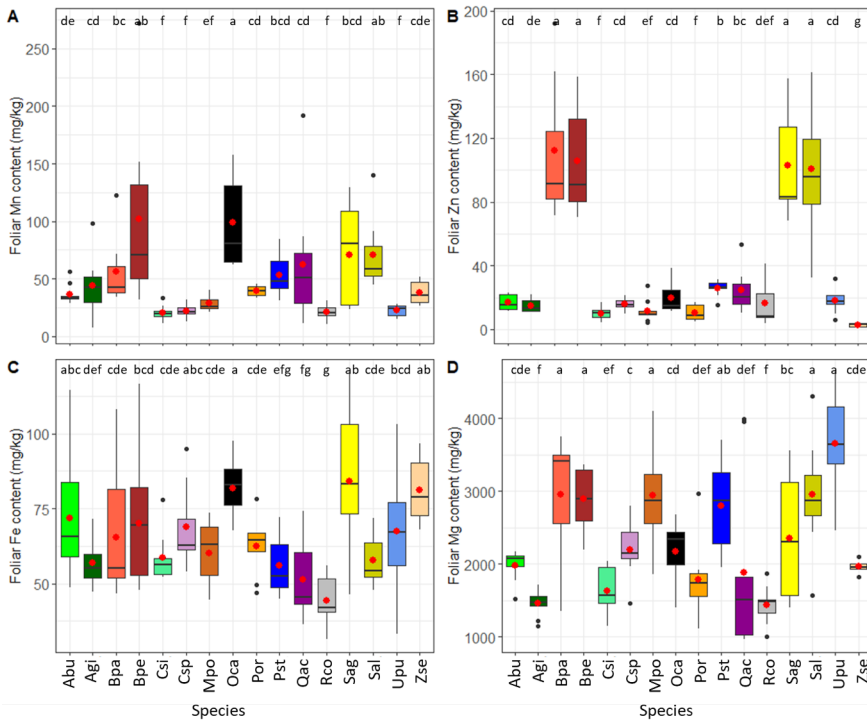 A
de cd bc ab f f ef a cd bcd cd f bcd ab f cde
Foliar Mn content (mg/kg)
250
200
150
100
50
0
B
cd de a a f cd ef cd f b bc def a a cd g
Foliar Zn content (mg/kg)
200
160
120
80
40
0
C
abc def cde bcd cde abc cde a cde efg fg g ab cde bcd ab
Foliar Fe content (mg/kg)
100
75
50
D
cde f a a ef c a cd def ab def f bc a a cde
Foliar Mg content (mg/kg)
4000
3000
2000
1000
Abu Agi Bpa Bpe Csi Csp Mpo Oca Por Pst Qac Rco Sag Sal Upu Zse
Species
Abu Agi Bpa Bpe Csi Csp Mpo Oca Por Pst Qac Rco Sag Sal Upu Zse
Species